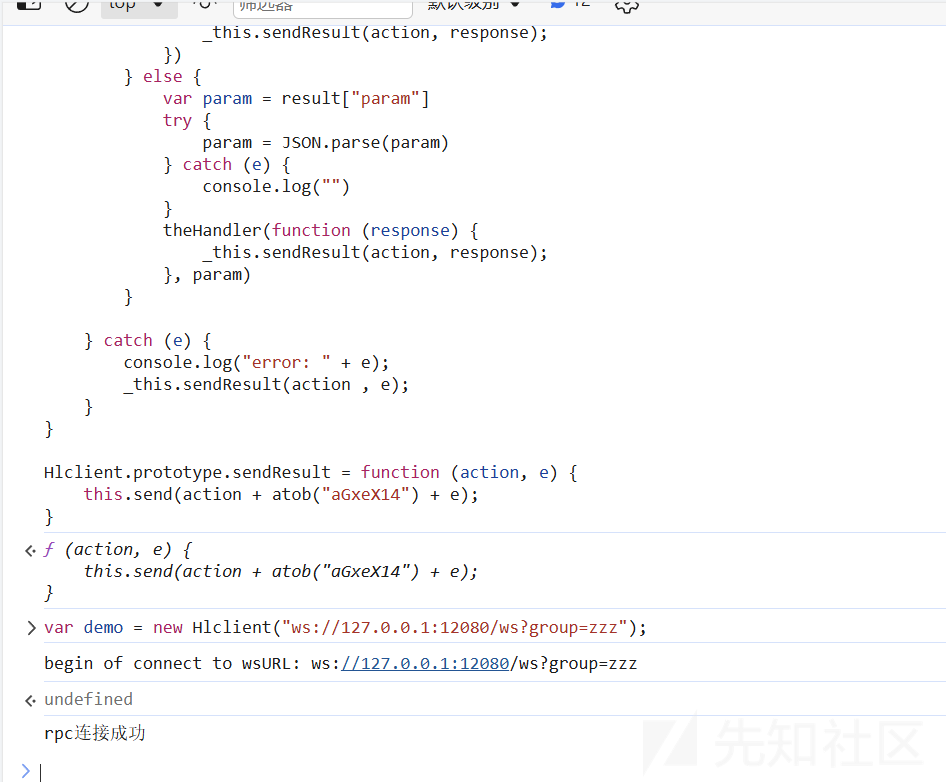 top 筛选器 默认级别 12
_this.sendResult(action, response);
})
} else {
var param = result["param"]
try {
param = JSON.parse(param)
} catch (e) {
console.log("")
}
theHandler(function (response) {
_this.sendResult(action, response);
}, param)
}
} catch (e) {
console.log("error: " + e);
_this.sendResult(action , e);
}
}
Hlclient.prototype.sendResult = function (action, e) {
this.send(action + atob("aGxeX14") + e);
}
f (action, e) {
this.send(action + atob("aGxeX14") + e);
}
var demo = new Hlclient("ws://127.0.0.1:12080/ws?group=zzz");
begin of connect to wsURL: ws://127.0.0.1:12080/ws?group=zzz
undefined
rpc连接成功
先知社区